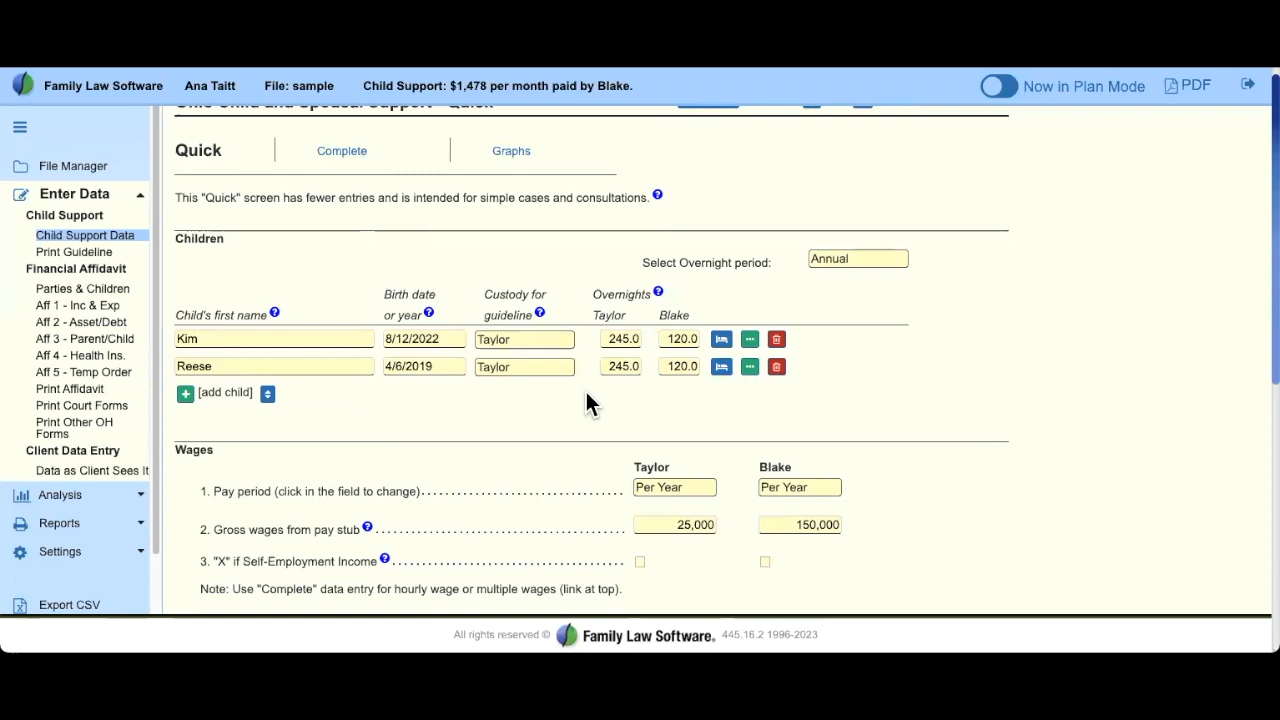 Family Law Software Ana Taitt File: sample Child Support: $1,478 per month paid by Blake. Now in Plan Mode PDF
Ohio Child and Spousal Support - Quick
File Manager
Enter Data
Child Support
Child Support Data
Print Guideline
Financial Affidavit
Parties & Children
Aff 1 - Inc & Exp
Aff 2 - Asset/Debt
Aff 3 - Parent/Child
Aff 4 - Health Ins.
Aff 5 - Temp Order
Print Affidavit
Print Court Forms
Print Other OH
Forms
Client Data Entry
Data as Client Sees It
Analysis
Reports
Settings
Export CSV
Quick Complete Graphs
This "Quick" screen has fewer entries and is intended for simple cases and consultations. ?
Children
Select Overnight period: Annual
Birth date Custody for Overnights ?
Child's first name ? or year ? guideline ? Taylor Blake
Kim 8/12/2022 Taylor 245.0 120.0
Reese 4/6/2019 Taylor 245.0 120.0
[add child]
Wages
Taylor Blake
1. Pay period (click in the field to change) Per Year Per Year
2. Gross wages from pay stub ? 25,000 150,000
3. "X" if Self-Employment Income ?
Note: Use "Complete" data entry for hourly wage or multiple wages (link at top).
All rights reserved © Family Law Software. 445.16.2 1996-2023